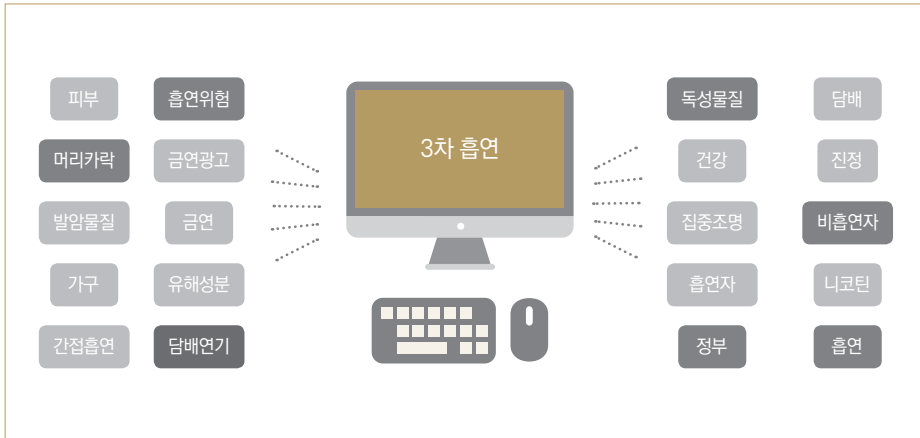 피부
흡연위험
머리카락
금연광고
발암물질
금연
가구
유해성분
간접흡연
담배연기
3차 흡연
독성물질
담배
건강
진정
집중조명
비흡연자
흡연자
니코틴
정부
흡연